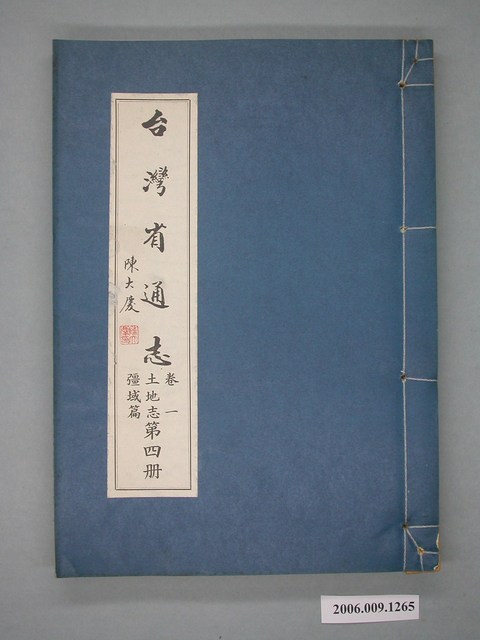 台灣省通志
卷一
土地志
疆域篇
第四册
陳大慶
2006.009.1265